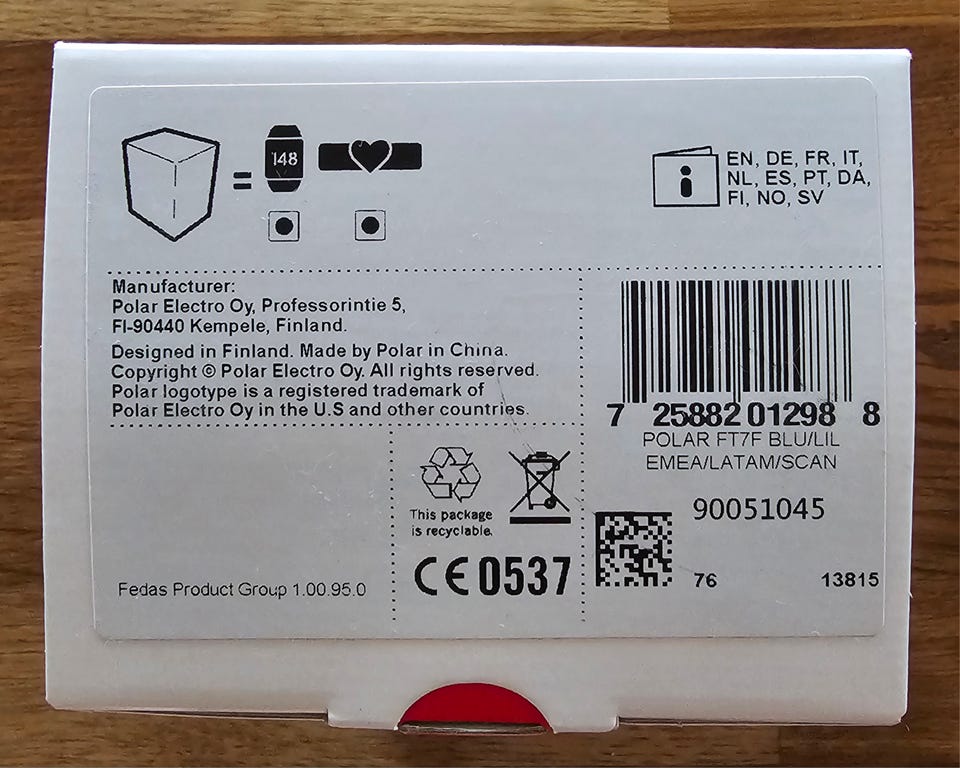 148
EN, DE, FR, IT,
NL, ES, PT, DA,
FI, NO, SV
Manufacturer:
Polar Electro Oy, Professorintie 5,
FI-90440 Kempele, Finland.
Designed in Finland. Made by Polar in China.
Copyright © Polar Electro Oy. All rights reserved.
Polar logotype is a registered trademark of
Polar Electro Oy in the U.S and other countries.
7 25882 01298 8
POLAR FT7F BLU/LIL
EMEA/LATAM/SCAN
90051045
76 13815
This package
is recyclable.
CE 0537
Fedas Product Group 1.00.95.0